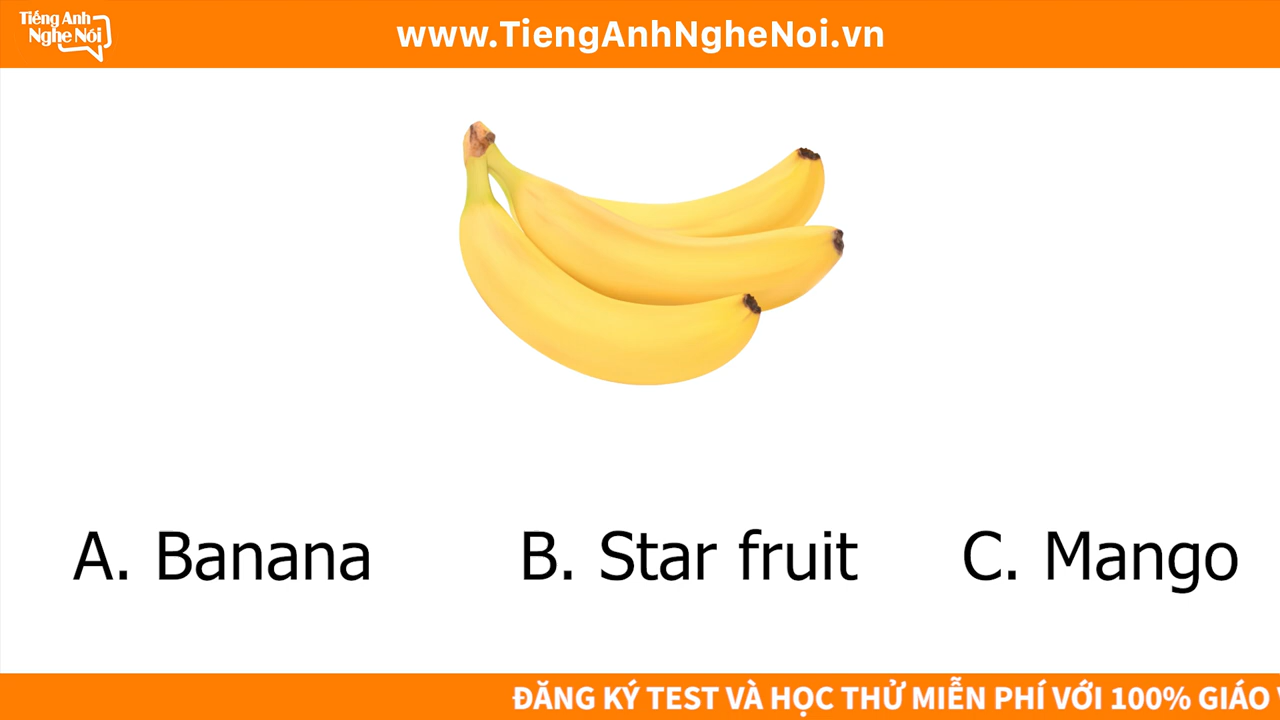 Tiếng Anh
Nghe Nói
www.TiengAnhNgheNoi.vn
A. Banana
B. Star fruit
C. Mango
ĐĂNG KÝ TEST VÀ HỌC THỬ MIỄN PHÍ VỚI 100% GIÁO